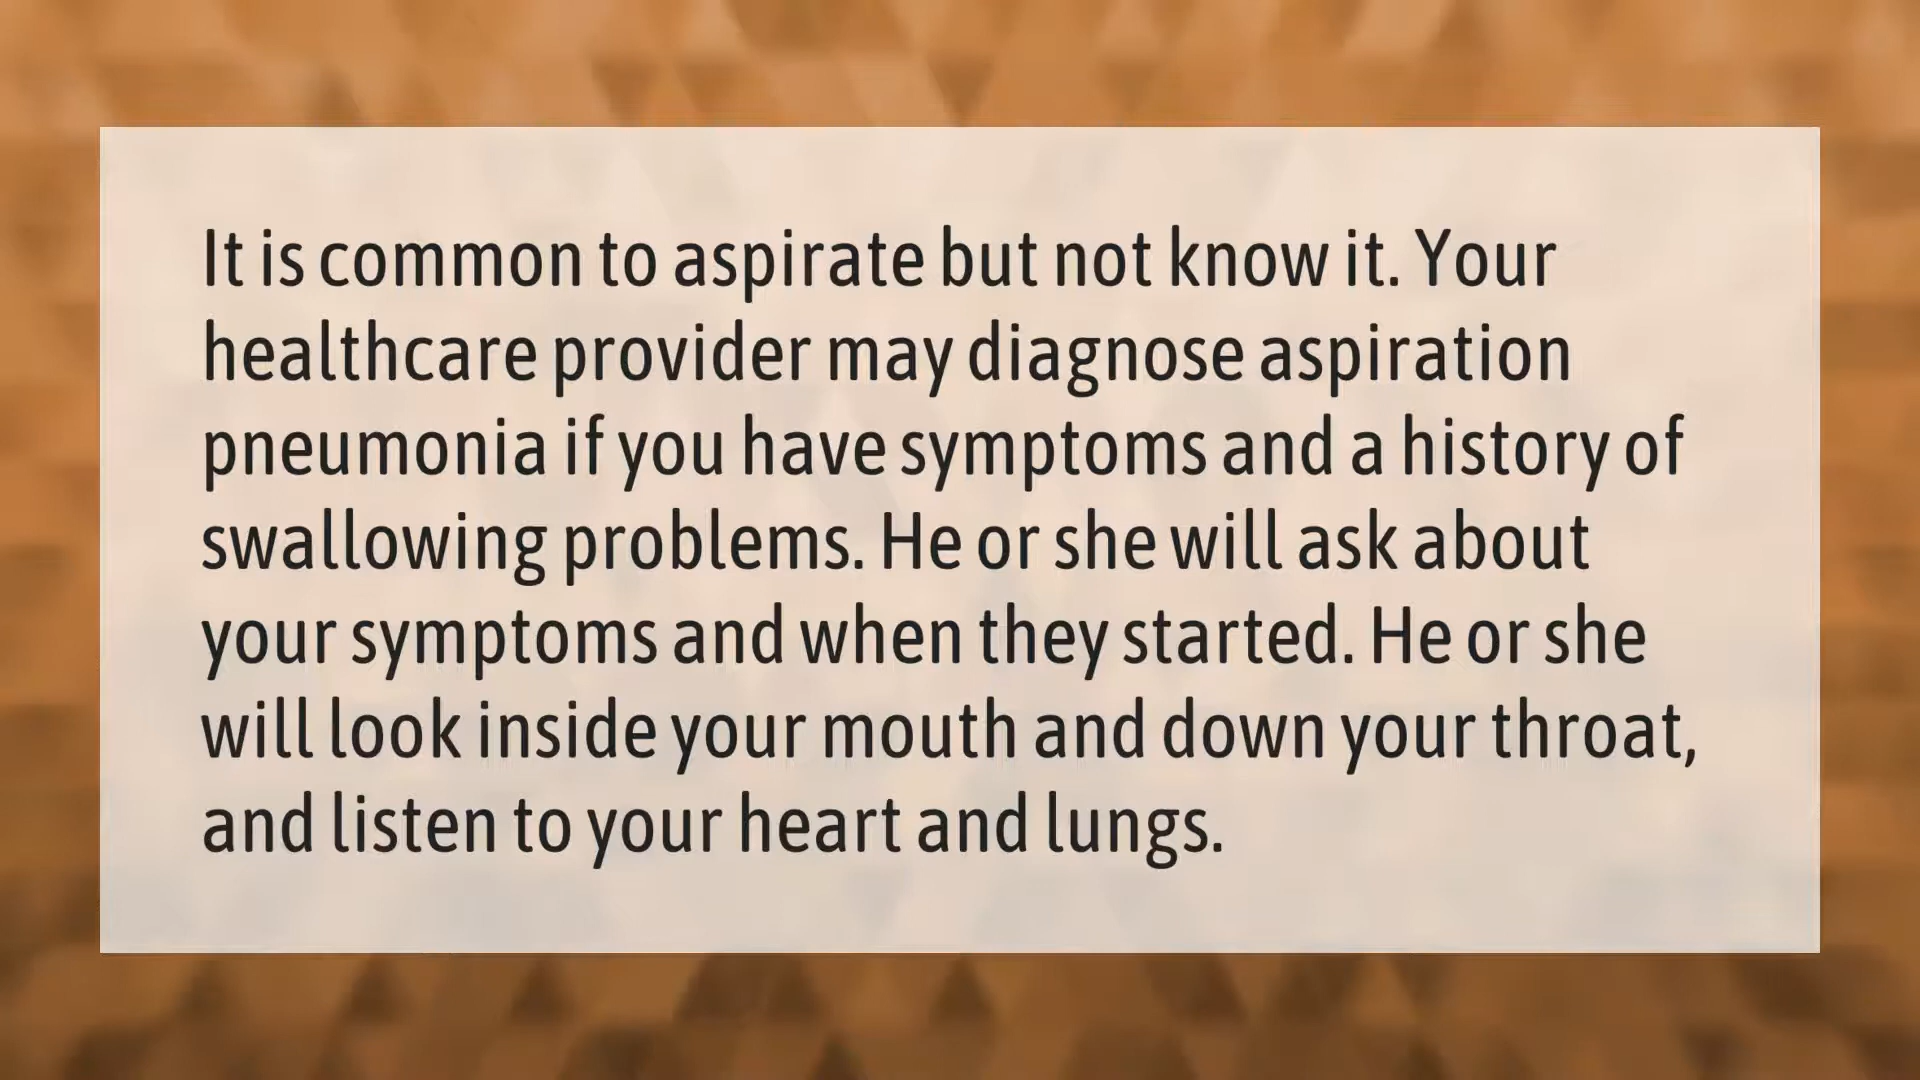 It is common to aspirate but not know it. Your
healthcare provider may diagnose aspiration
pneumonia if you have symptoms and a history of
swallowing problems. He or she will ask about
your symptoms and when they started. He or she
will look inside your mouth and down your throat,
and listen to your heart and lungs.